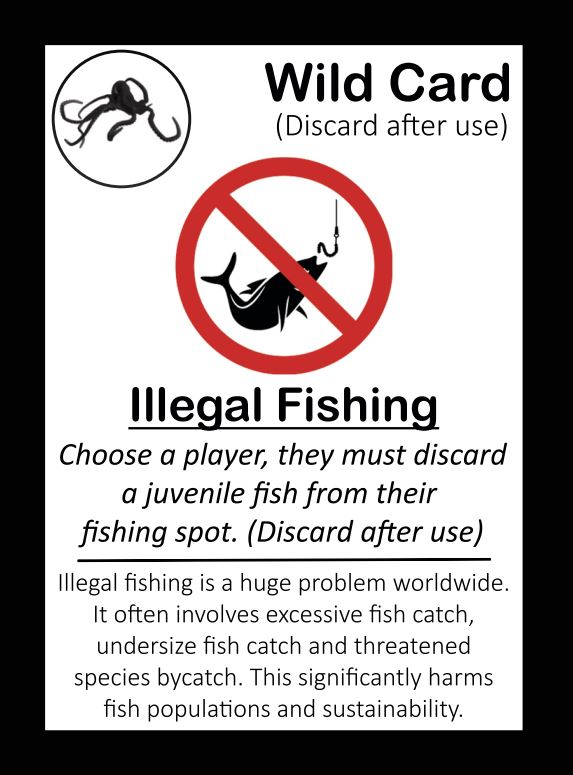 Wild Card
(Discard after use)
Illegal Fishing
Choose a player, they must discard
a juvenile fish from their
fishing spot. (Discard after use)
Illegal fishing is a huge problem worldwide.
It often involves excessive fish catch,
undersize fish catch and threatened
species bycatch. This significantly harms
fish populations and sustainability.